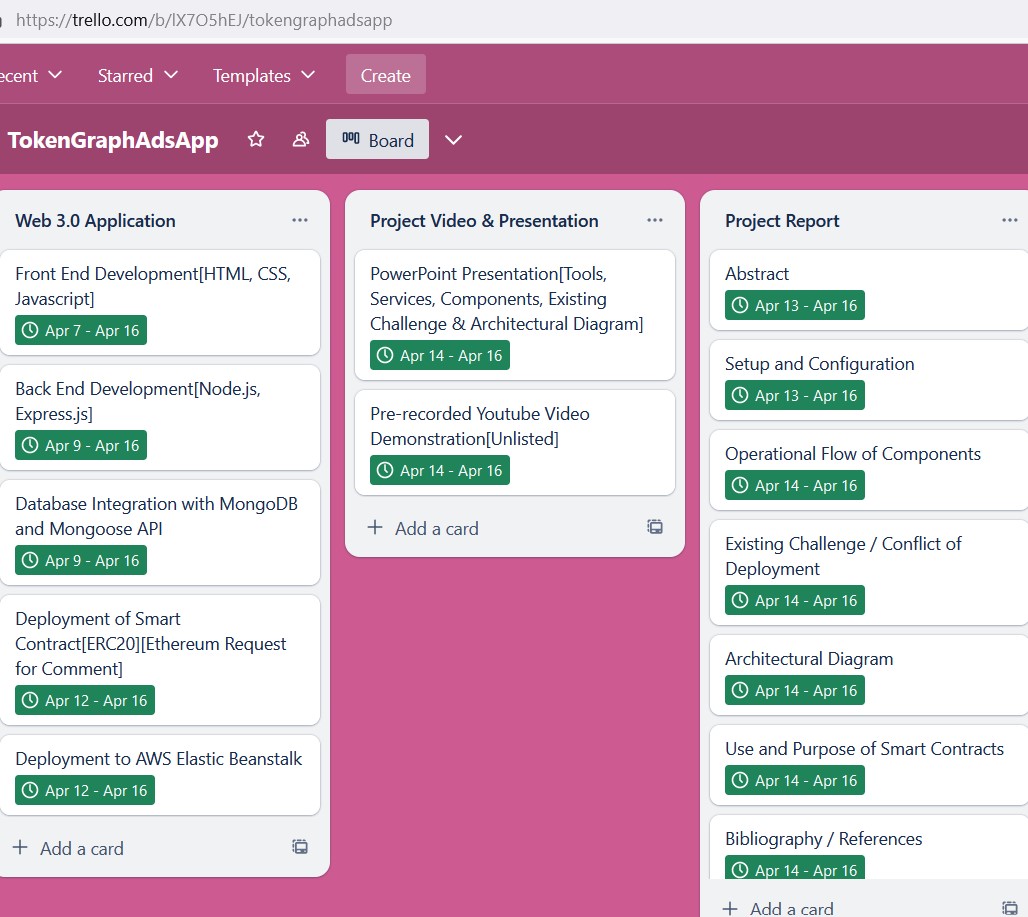 https://trello.com/b/lX7O5hEJ/tokengraphadsapp
ecent
Starred
Templates
Create
TokenGraphAdsApp
Board
Web 3.0 Application
Front End Development[HTML, CSS,
Javascript]
Apr 7 - Apr 16
Back End Development[Node.js,
Express.js]
Apr 9 - Apr 16
Database Integration with MongoDB
and Mongoose API
Apr 9 - Apr 16
Deployment of Smart
Contract[ERC20][Ethereum Request
for Comment]
Apr 12 - Apr 16
Deployment to AWS Elastic Beanstalk
Apr 12 - Apr 16
Add a card
Project Video & Presentation
PowerPoint Presentation[Tools,
Services, Components, Existing
Challenge & Architectural Diagram]
Apr 14 - Apr 16
Pre-recorded Youtube Video
Demonstration[Unlisted]
Apr 14 - Apr 16
Add a card
Project Report
Abstract
Apr 13 - Apr 16
Setup and Configuration
Apr 13 - Apr 16
Operational Flow of Components
Apr 14 - Apr 16
Existing Challenge / Conflict of
Deployment
Apr 14 - Apr 16
Architectural Diagram
Apr 14 - Apr 16
Use and Purpose of Smart Contracts
Apr 14 - Apr 16
Bibliography / References
Apr 14 - Apr 16
Add a card